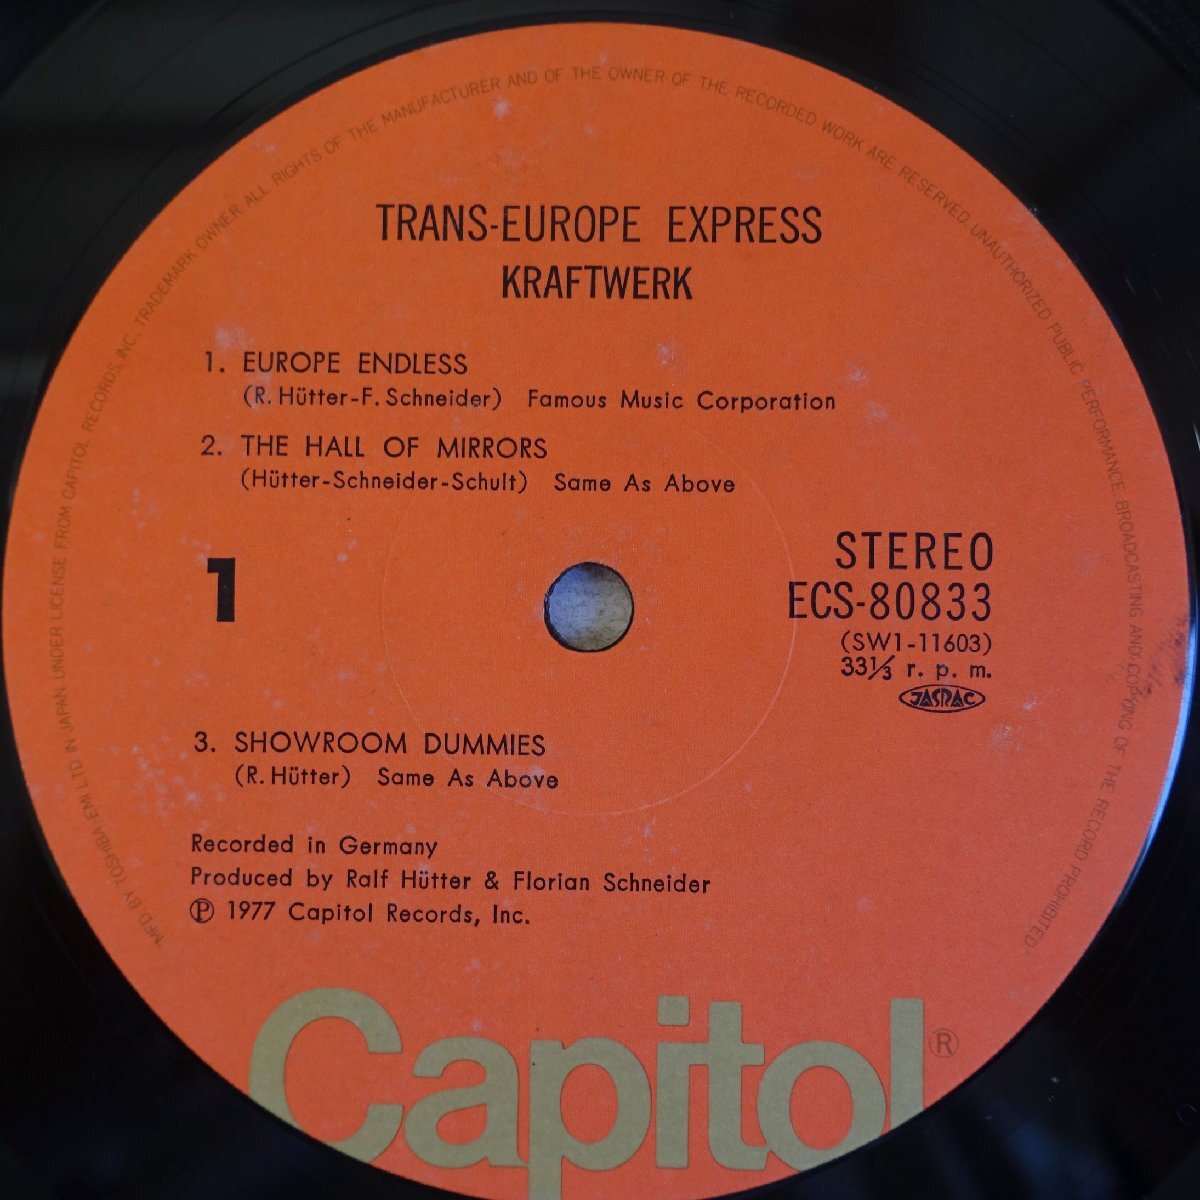 "MF'D BY TOSHIBA EMI LTD IN JAPAN UNDER LICENSE FROM CAPITOL RECORDS, INC. TRADEMARK OWNER. ALL RIGHTS OF THE MANUFACTURER AND OF THE OWNER OF THE RECORDED WORK ARE RESERVED. UNAUTHORIZED PUBLIC PERFORMANCE, BROADCASTING AND COPYING OF THE RECORD PROHIBITED"
TRANS-EUROPE EXPRESS
KRAFTWERK
1. EUROPE ENDLESS
(R. Hütter-F. Schneider) Famous Music Corporation
2. THE HALL OF MIRRORS
(Hütter-Schneider-Schult) Same As Above
1
STEREO
ECS-80833
(SW1-11603)
33⅓ r. p. m.
JASRAC
3. SHOWROOM DUMMIES
(R. Hütter) Same As Above
Recorded in Germany
Produced by Ralf Hütter & Florian Schneider
Ⓟ 1977 Capitol Records, Inc.
Capitol®